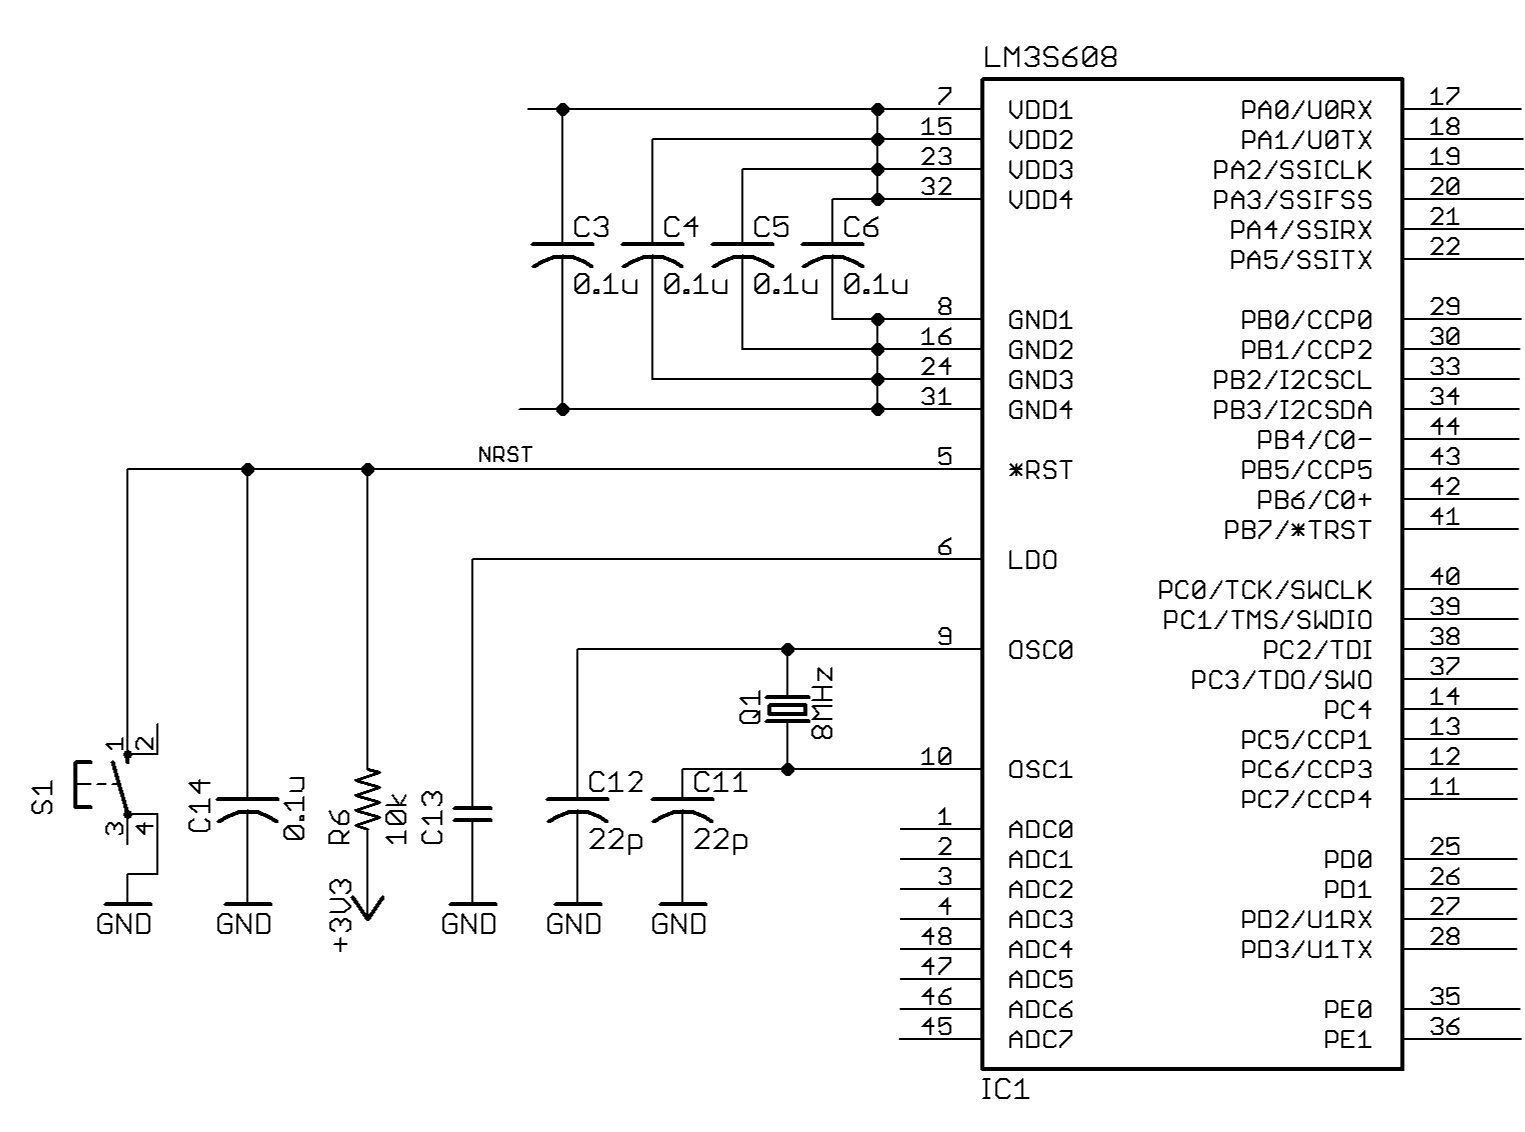 LM3S608
7 VDD1 PA0/U0RX 17
15 VDD2 PA1/U0TX 18
23 VDD3 PA2/SSICLK 19
32 VDD4 PA3/SSIFSS 20
C3 C4 C5 C6 PA4/SSIRX 21
0.1u 0.1u 0.1u 0.1u PA5/SSITX 22
8 GND1 PB0/CCP0 29
16 GND2 PB1/CCP2 30
24 GND3 PB2/I2CSCL 33
31 GND4 PB3/I2CSDA 34
PB4/C0- 44
NRST 5 *RST PB5/CCP5 43
PB6/C0+ 42
PB7/*TRST 41
6 LDO
PC0/TCK/SWCLK 40
PC1/TMS/SWDIO 39
9 OSC0 PC2/TDI 38
PC3/TDO/SWO 37
Q1 8MHz PC4 14
1 2 PC5/CCP1 13
10 OSC1 PC6/CCP3 12
C12 C11
S1 C14 0.1u R6 10k C13 PC7/CCP4 11
3 4 22p 22p
1 ADC0
2 ADC1 PD0 25
3 ADC2 PD1 26
GND GND +3V3 GND GND GND 4 ADC3 PD2/U1RX 27
48 ADC4 PD3/U1TX 28
47 ADC5
46 ADC6 PE0 35
45 ADC7 PE1 36
IC1